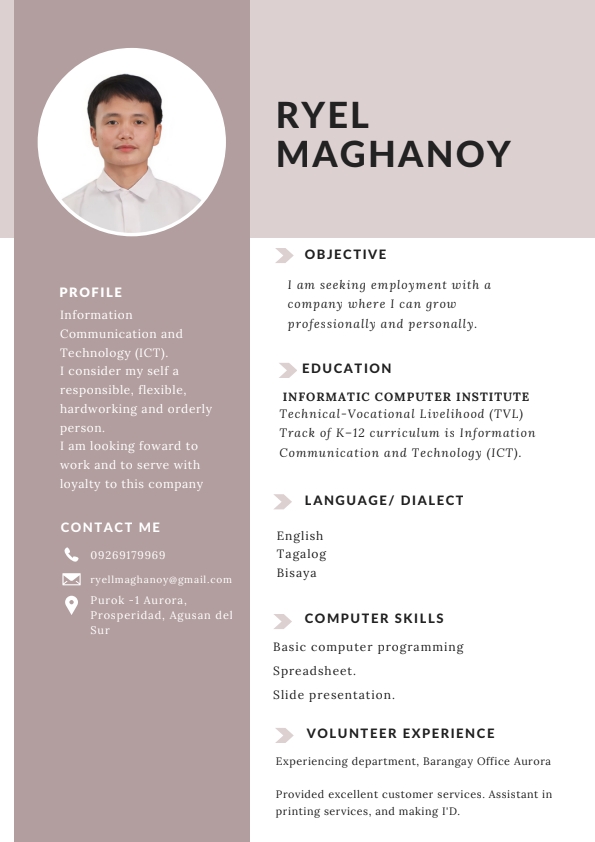 RYEL
MAGHANOY
PROFILE
Information
Communication and
Technology (ICT).
I consider my self a
responsible, flexible,
hardworking and orderly
person.
I am looking foward to
work and to serve with
loyalty to this company
CONTACT ME
09269179969
ryellmaghanoy@gmail.com
Purok -1 Aurora,
Prosperidad, Agusan del
Sur
OBJECTIVE
I am seeking employment with a
company where I can grow
professionally and personally.
EDUCATION
INFORMATIC COMPUTER INSTITUTE
Technical-Vocational Livelihood (TVL)
Track of K–12 curriculum is Information
Communication and Technology (ICT).
LANGUAGE/ DIALECT
English
Tagalog
Bisaya
COMPUTER SKILLS
Basic computer programming
Spreadsheet.
Slide presentation.
VOLUNTEER EXPERIENCE
Experiencing department, Barangay Office Aurora
Provided excellent customer services. Assistant in
printing services, and making I'D.